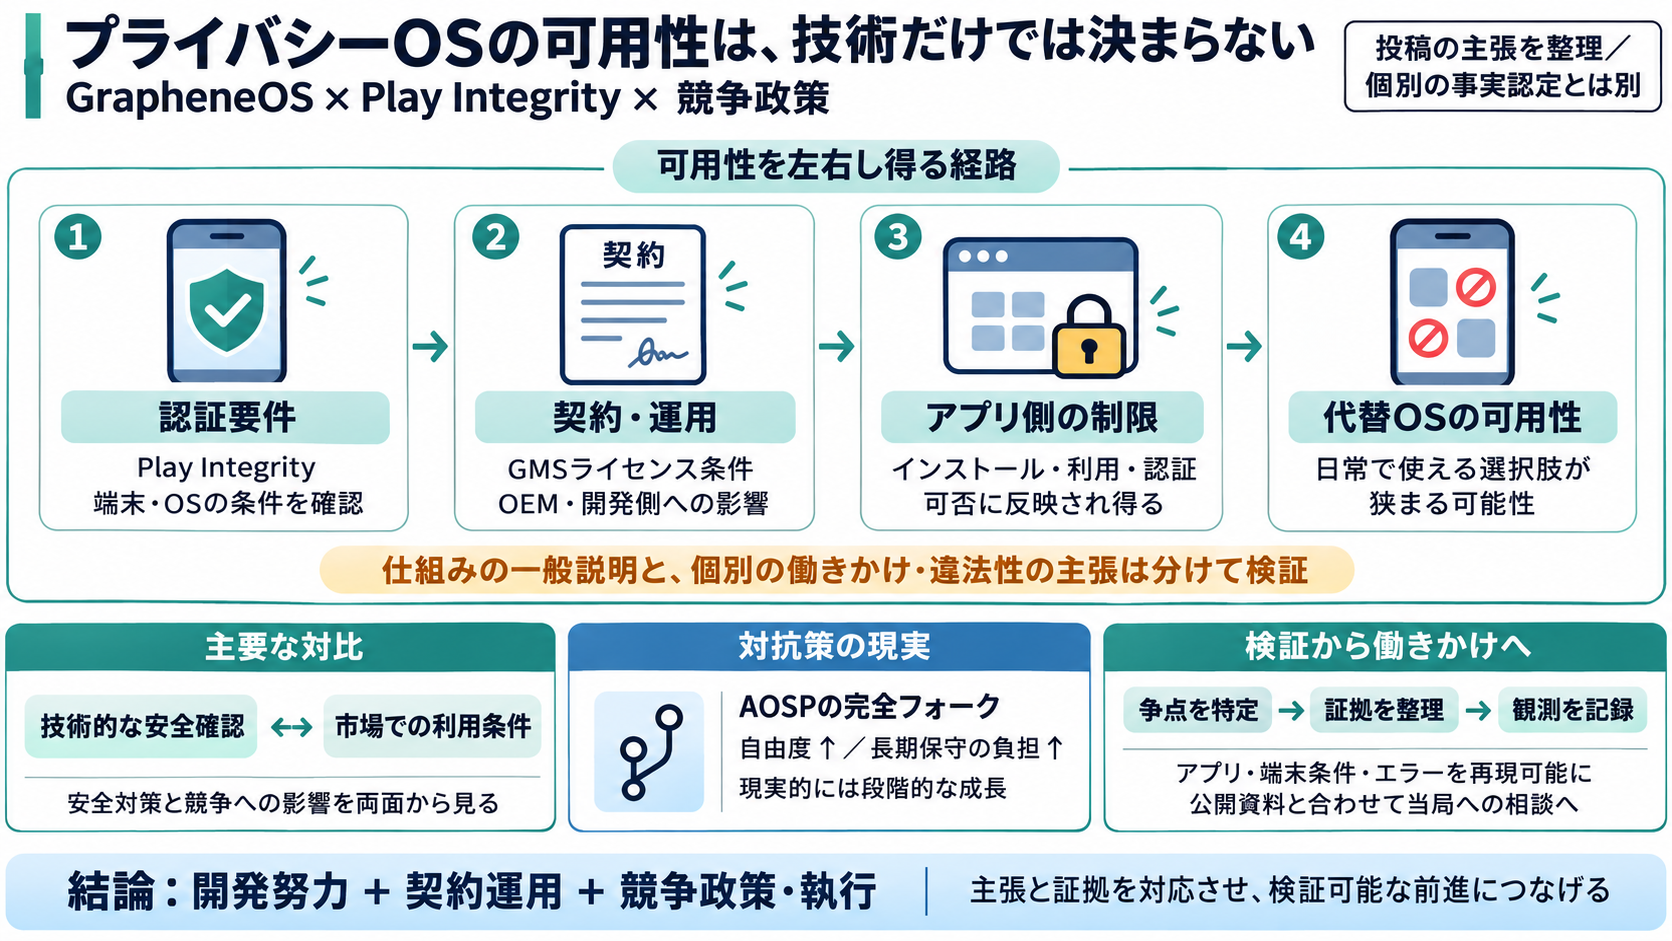 プライバシーOSの可用性は、技術だけでは決まらない
GrapheneOS × Play Integrity × 競争政策
投稿の主張を整理／
個別の事実認定とは別
可用性を左右し得る経路
1
認証要件
Play Integrity
端末・OSの条件を確認
2
契約
契約・運用
GMSライセンス条件
OEM・開発側への影響
3
アプリ側の制限
インストール・利用・認証
可否に反映され得る
4
代替OSの可用性
日常で使える選択肢が
狭まる可能性
仕組みの一般説明と、個別の働きかけ・違法性の主張は分けて検証
主要な対比
技術的な安全確認 ↔ 市場での利用条件
安全対策と競争への影響を両面から見る
対抗策の現実
AOSPの完全フォーク
自由度↑／長期保守の負担↑
現実的には段階的な成長
検証から働きかけへ
争点を特定 → 証拠を整理 → 観測を記録
アプリ・端末条件・エラーを再現可能に
公開資料と合わせて当局への相談へ
結論：開発努力 + 契約運用 + 競争政策・執行
主張と証拠を対応させ、検証可能な前進につなげる